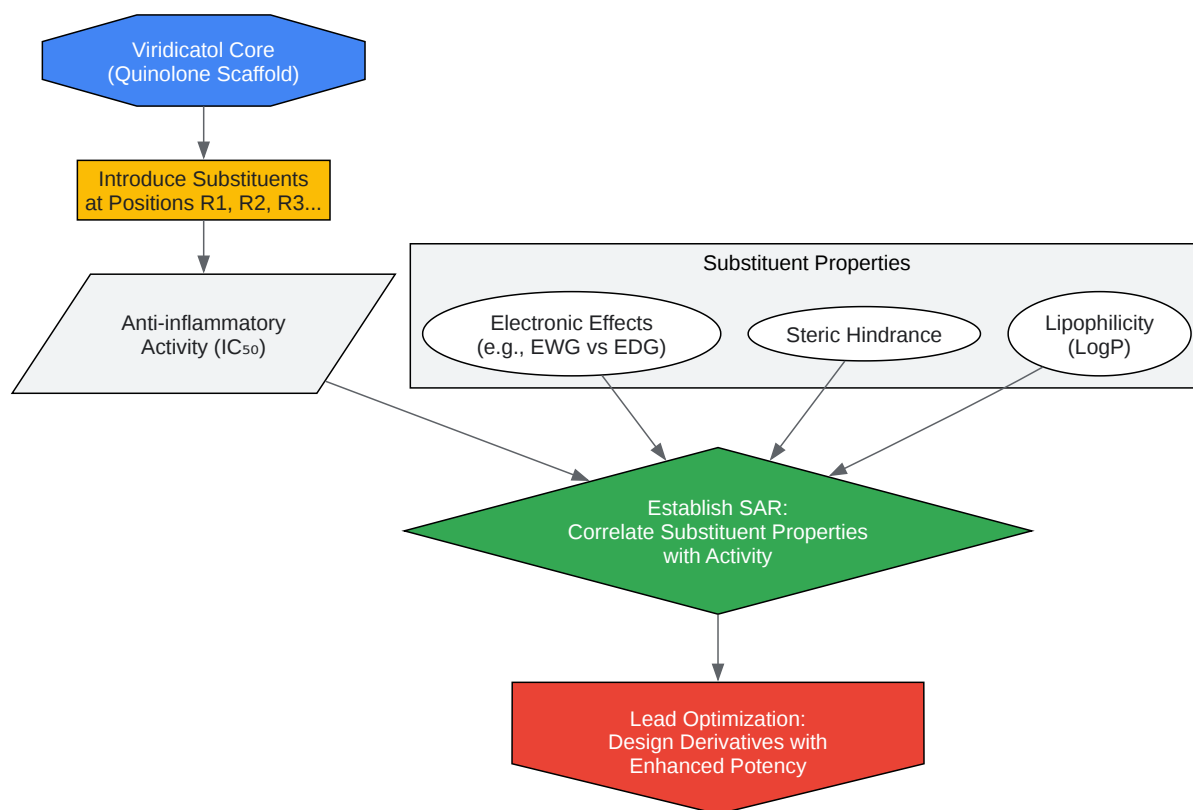 Viridicatol Core
(Quinolone Scaffold)
Introduce Substituents
at Positions R1, R2, R3...
Anti-inflammatory
Activity (IC₅₀)
Substituent Properties
Electronic Effects
(e.g., EWG vs EDG)
Steric Hindrance
Lipophilicity
(LogP)
Establish SAR:
Correlate Substituent Properties
with Activity
Lead Optimization:
Design Derivatives with
Enhanced Potency